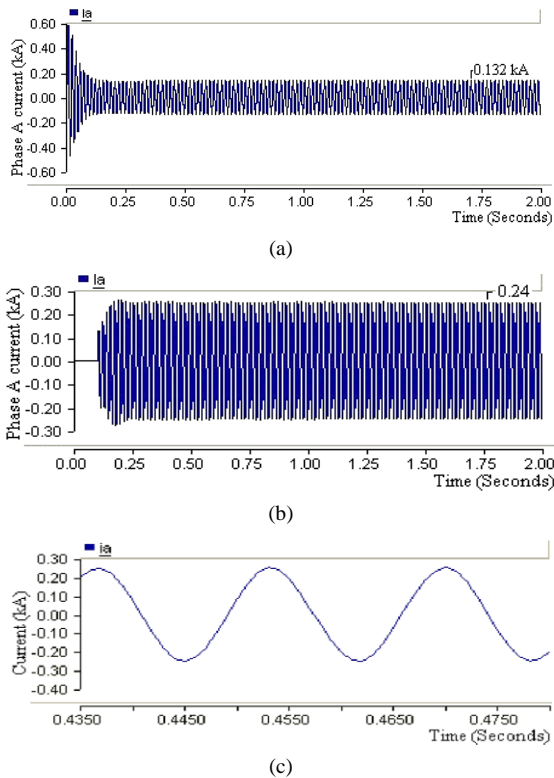 Ia
Phase A current (kA)
0.60
0.40
0.20
0.00
-0.20
-0.40
-0.60
0.132 kA
0.00 0.25 0.50 0.75 1.00 1.25 1.50 1.75 2.00
Time (Seconds)
(a)
Ia
Phase A current (kA)
0.30
0.20
0.10
0.00
-0.10
-0.20
-0.30
0.24
0.00 0.25 0.50 0.75 1.00 1.25 1.50 1.75 2.00
Time (Seconds)
(b)
ia
Current (kA)
0.30
0.20
0.10
0.00
-0.10
-0.20
-0.30
-0.40
0.4350 0.4450 0.4550 0.4650 0.4750
Time (Seconds)
(c)